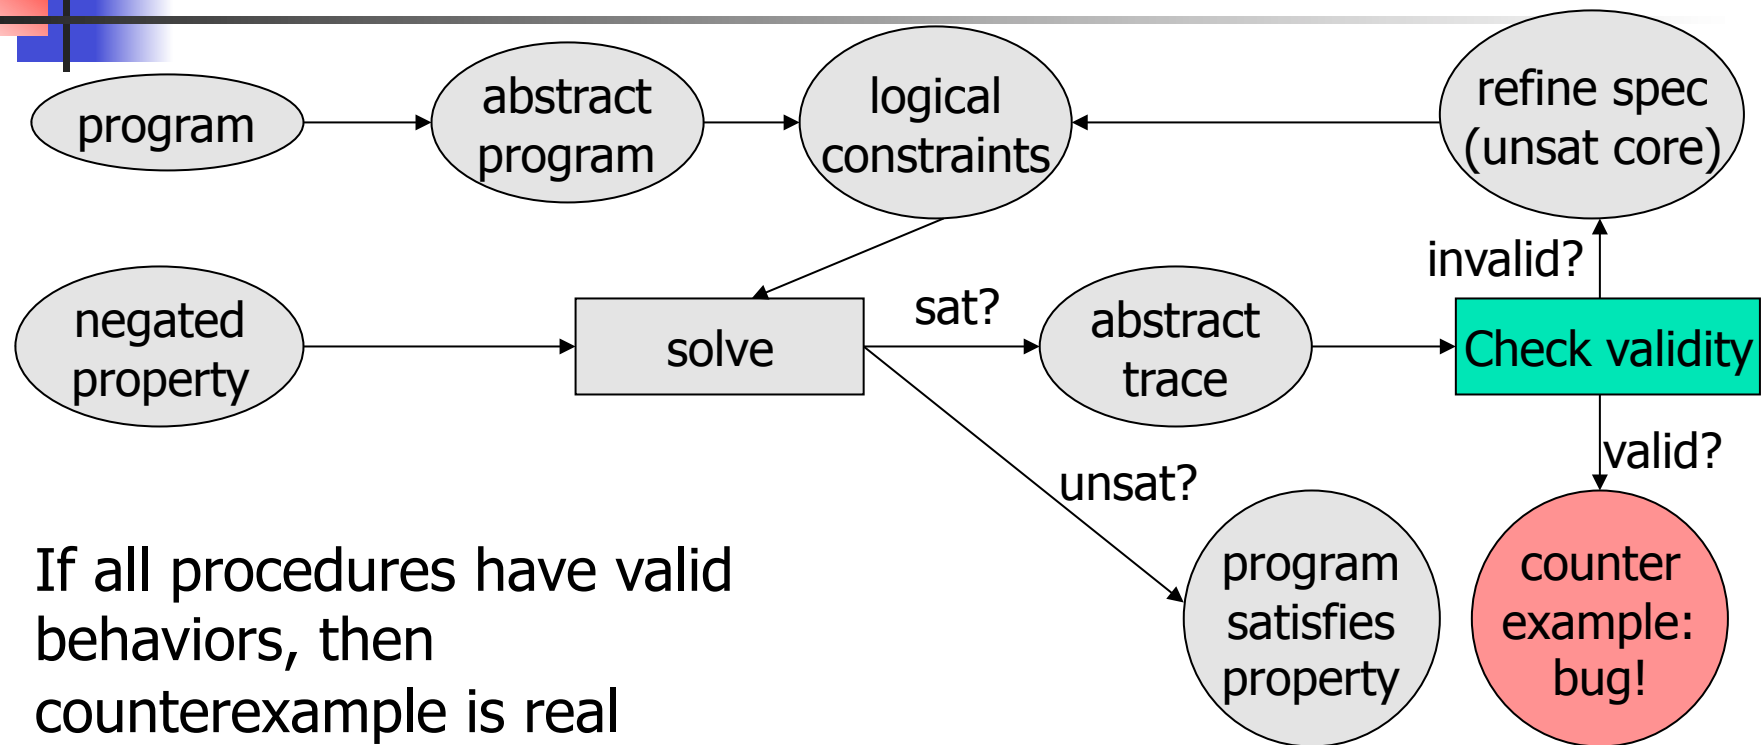 program
abstract
program
logical
constraints
refine spec
(unsat core)
invalid?
negated
property
solve
sat?
abstract
trace
Check validity
unsat?
valid?
program
satisfies
property
counter
example:
bug!
If all procedures have valid
behaviors, then
counterexample is real